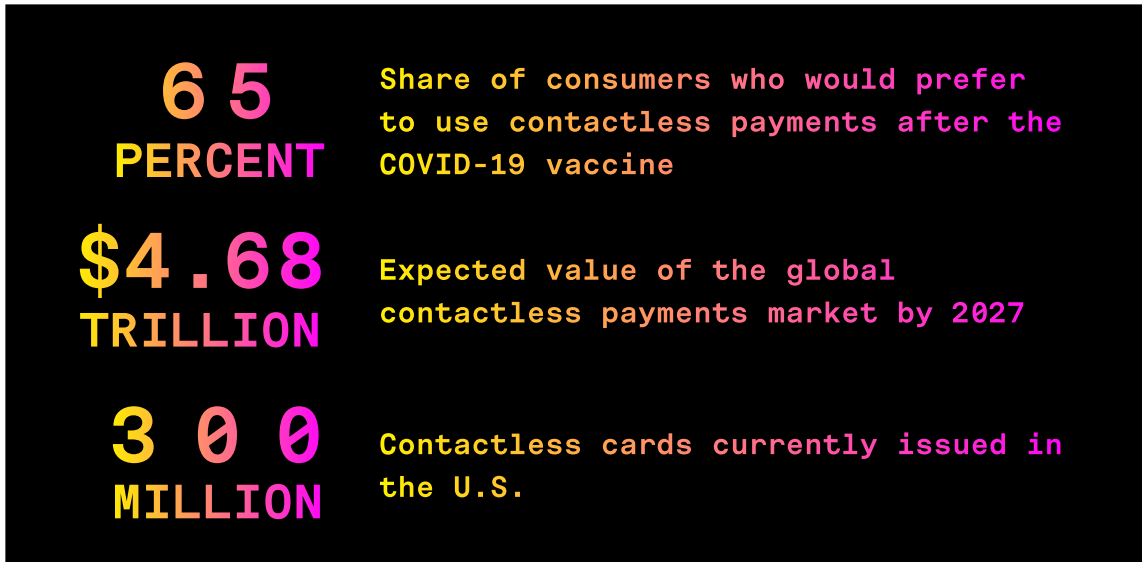 65
PERCENT
Share of consumers who would prefer
to use contactless payments after the
COVID-19 vaccine
$4.68
TRILLION
Expected value of the global
contactless payments market by 2027
300
MILLION
Contactless cards currently issued in
the U.S.